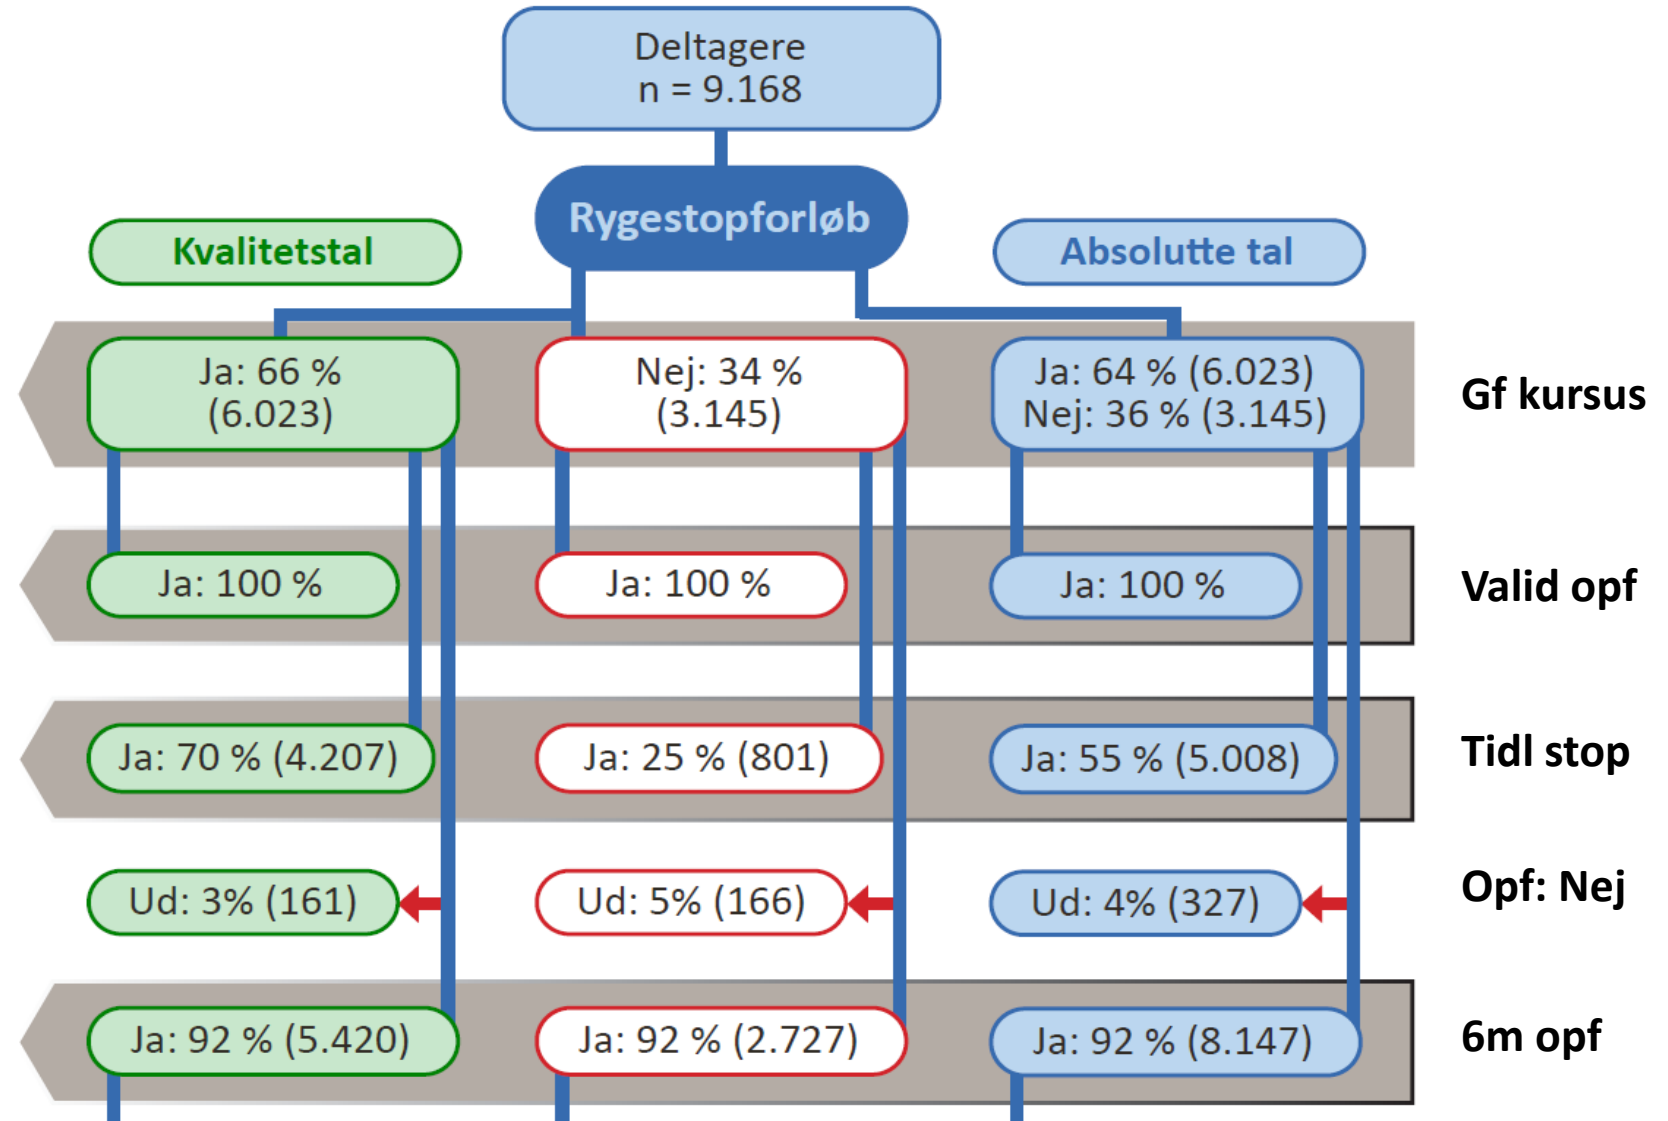 Deltagere
n = 9.168
Rygestopforløb
Kvalitetstal
Absolutte tal
Ja: 66 %
(6.023)
Nej: 34 %
(3.145)
Ja: 64 % (6.023)
Nej: 36 % (3.145)
Gf kursus
Ja: 100 %
Ja: 100 %
Ja: 100 %
Valid opf
Ja: 70 % (4.207)
Ja: 25 % (801)
Ja: 55 % (5.008)
Tidl stop
Ud: 3% (161)
Ud: 5% (166)
Ud: 4% (327)
Opf: Nej
Ja: 92 % (5.420)
Ja: 92 % (2.727)
Ja: 92 % (8.147)
6m opf